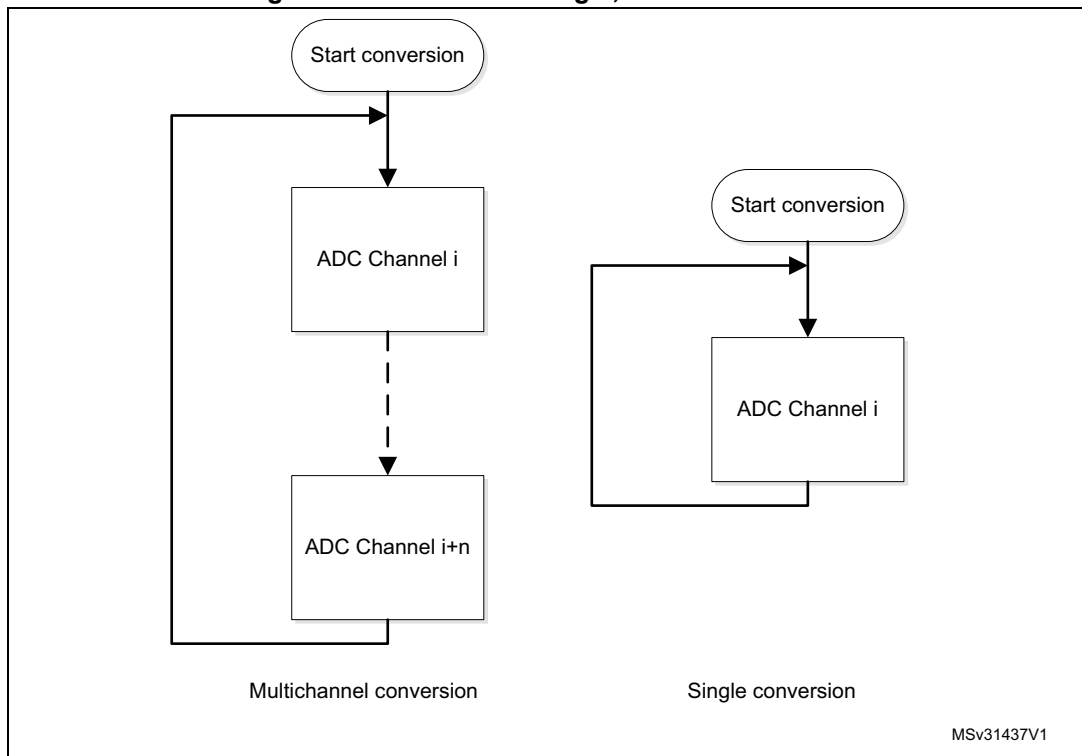 Start conversion
ADC Channel i
ADC Channel i+n
Multichannel conversion
Start conversion
ADC Channel i
Single conversion
MSv31437V1